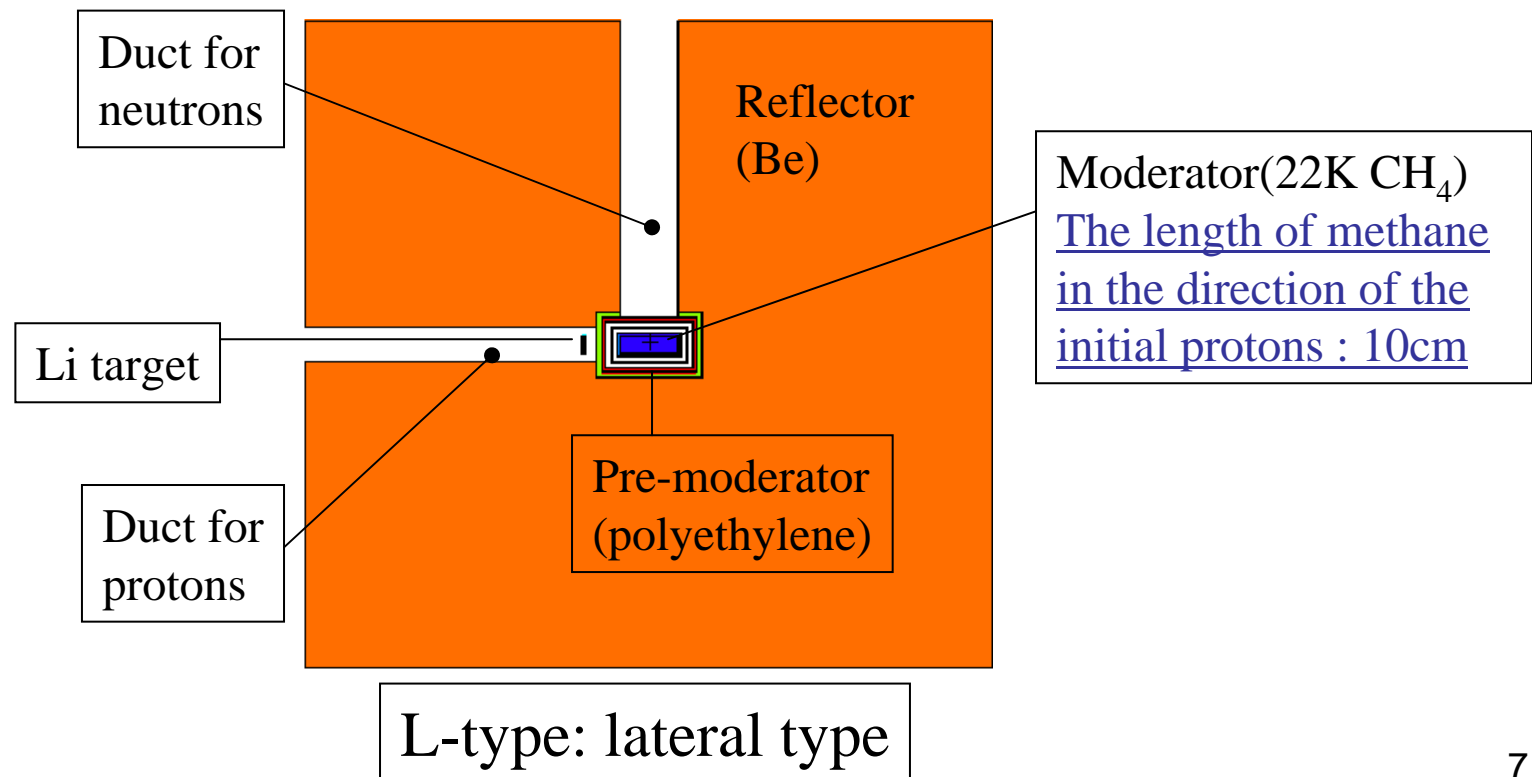 Duct for
neutrons
Reflector
(Be)
Moderator(22K CH₄)
The length of methane
in the direction of the
initial protons : 10cm
Li target
Pre-moderator
(polyethylene)
Duct for
protons
L-type: lateral type
7